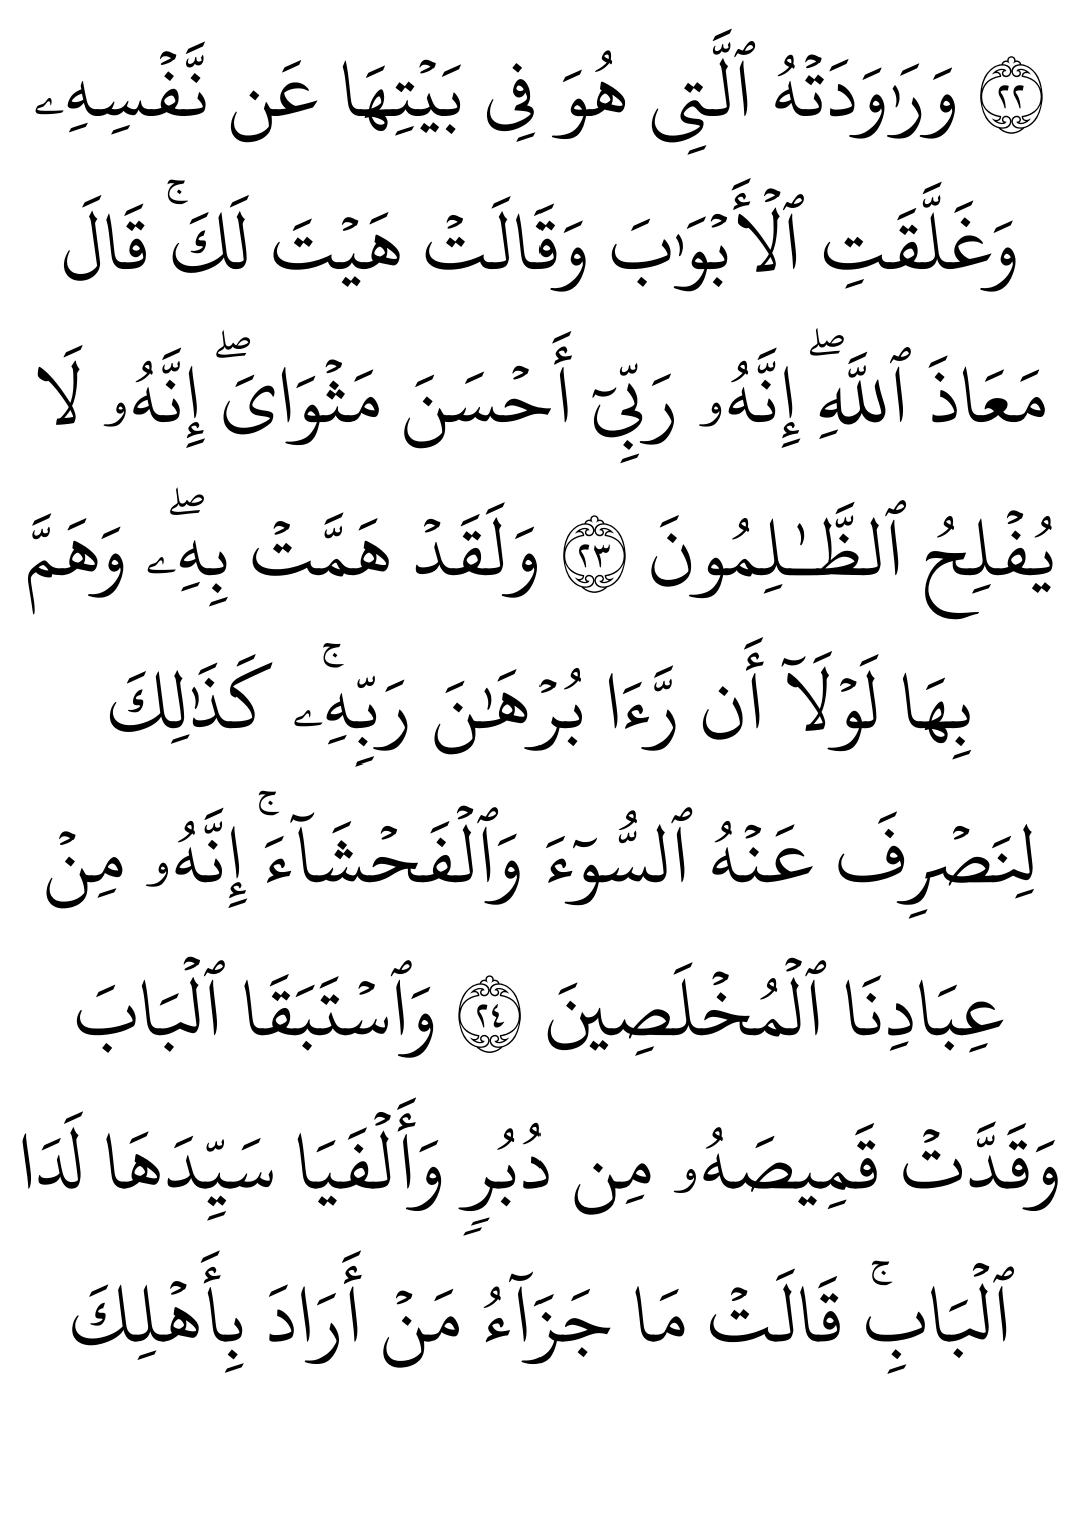 ٢٢ وَرَٰوَدَتۡهُ ٱلَّتِي هُوَ فِي بَيۡتِهَا عَن نَّفۡسِهِۦ
وَغَلَّقَتِ ٱلۡأَبۡوَٰبَ وَقَالَتۡ هَيۡتَ لَكَۚ قَالَ
مَعَاذَ ٱللَّهِۖ إِنَّهُۥ رَبِّيٓ أَحۡسَنَ مَثۡوَايَۖ إِنَّهُۥ لَا
يُفۡلِحُ ٱلظَّـٰلِمُونَ ٢٣ وَلَقَدۡ هَمَّتۡ بِهِۦۖ وَهَمَّ
بِهَا لَوۡلَآ أَن رَّءَا بُرۡهَٰنَ رَبِّهِۦۚ كَذَٰلِكَ
لِنَصۡرِفَ عَنۡهُ ٱلسُّوٓءَ وَٱلۡفَحۡشَآءَۚ إِنَّهُۥ مِنۡ
عِبَادِنَا ٱلۡمُخۡلَصِينَ ٢٤ وَٱسۡتَبَقَا ٱلۡبَابَ
وَقَدَّتۡ قَمِيصَهُۥ مِن دُبُرٖ وَأَلۡفَيَا سَيِّدَهَا لَدَا
ٱلۡبَابِۚ قَالَتۡ مَا جَزَآءُ مَنۡ أَرَادَ بِأَهۡلِكَ